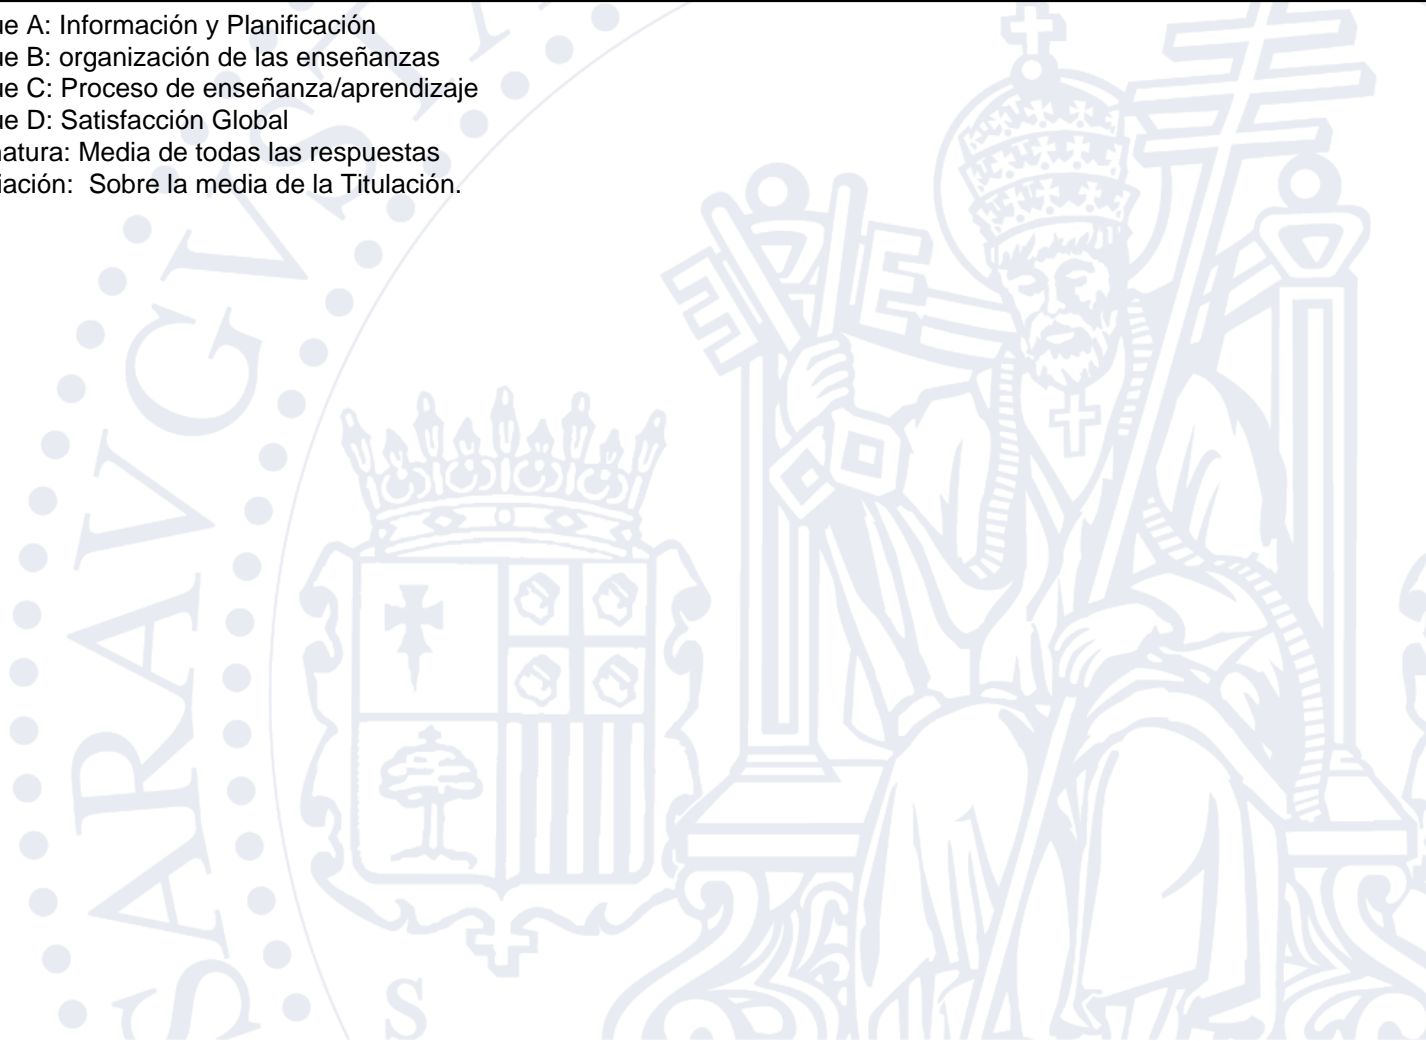 ue A: Información y Planificación
ue B: organización de las enseñanzas
ue C: Proceso de enseñanza/aprendizaje
ue D: Satisfacción Global
natura: Media de todas las respuestas
iación: Sobre la media de la Titulación.
SARAVGVSTA
S